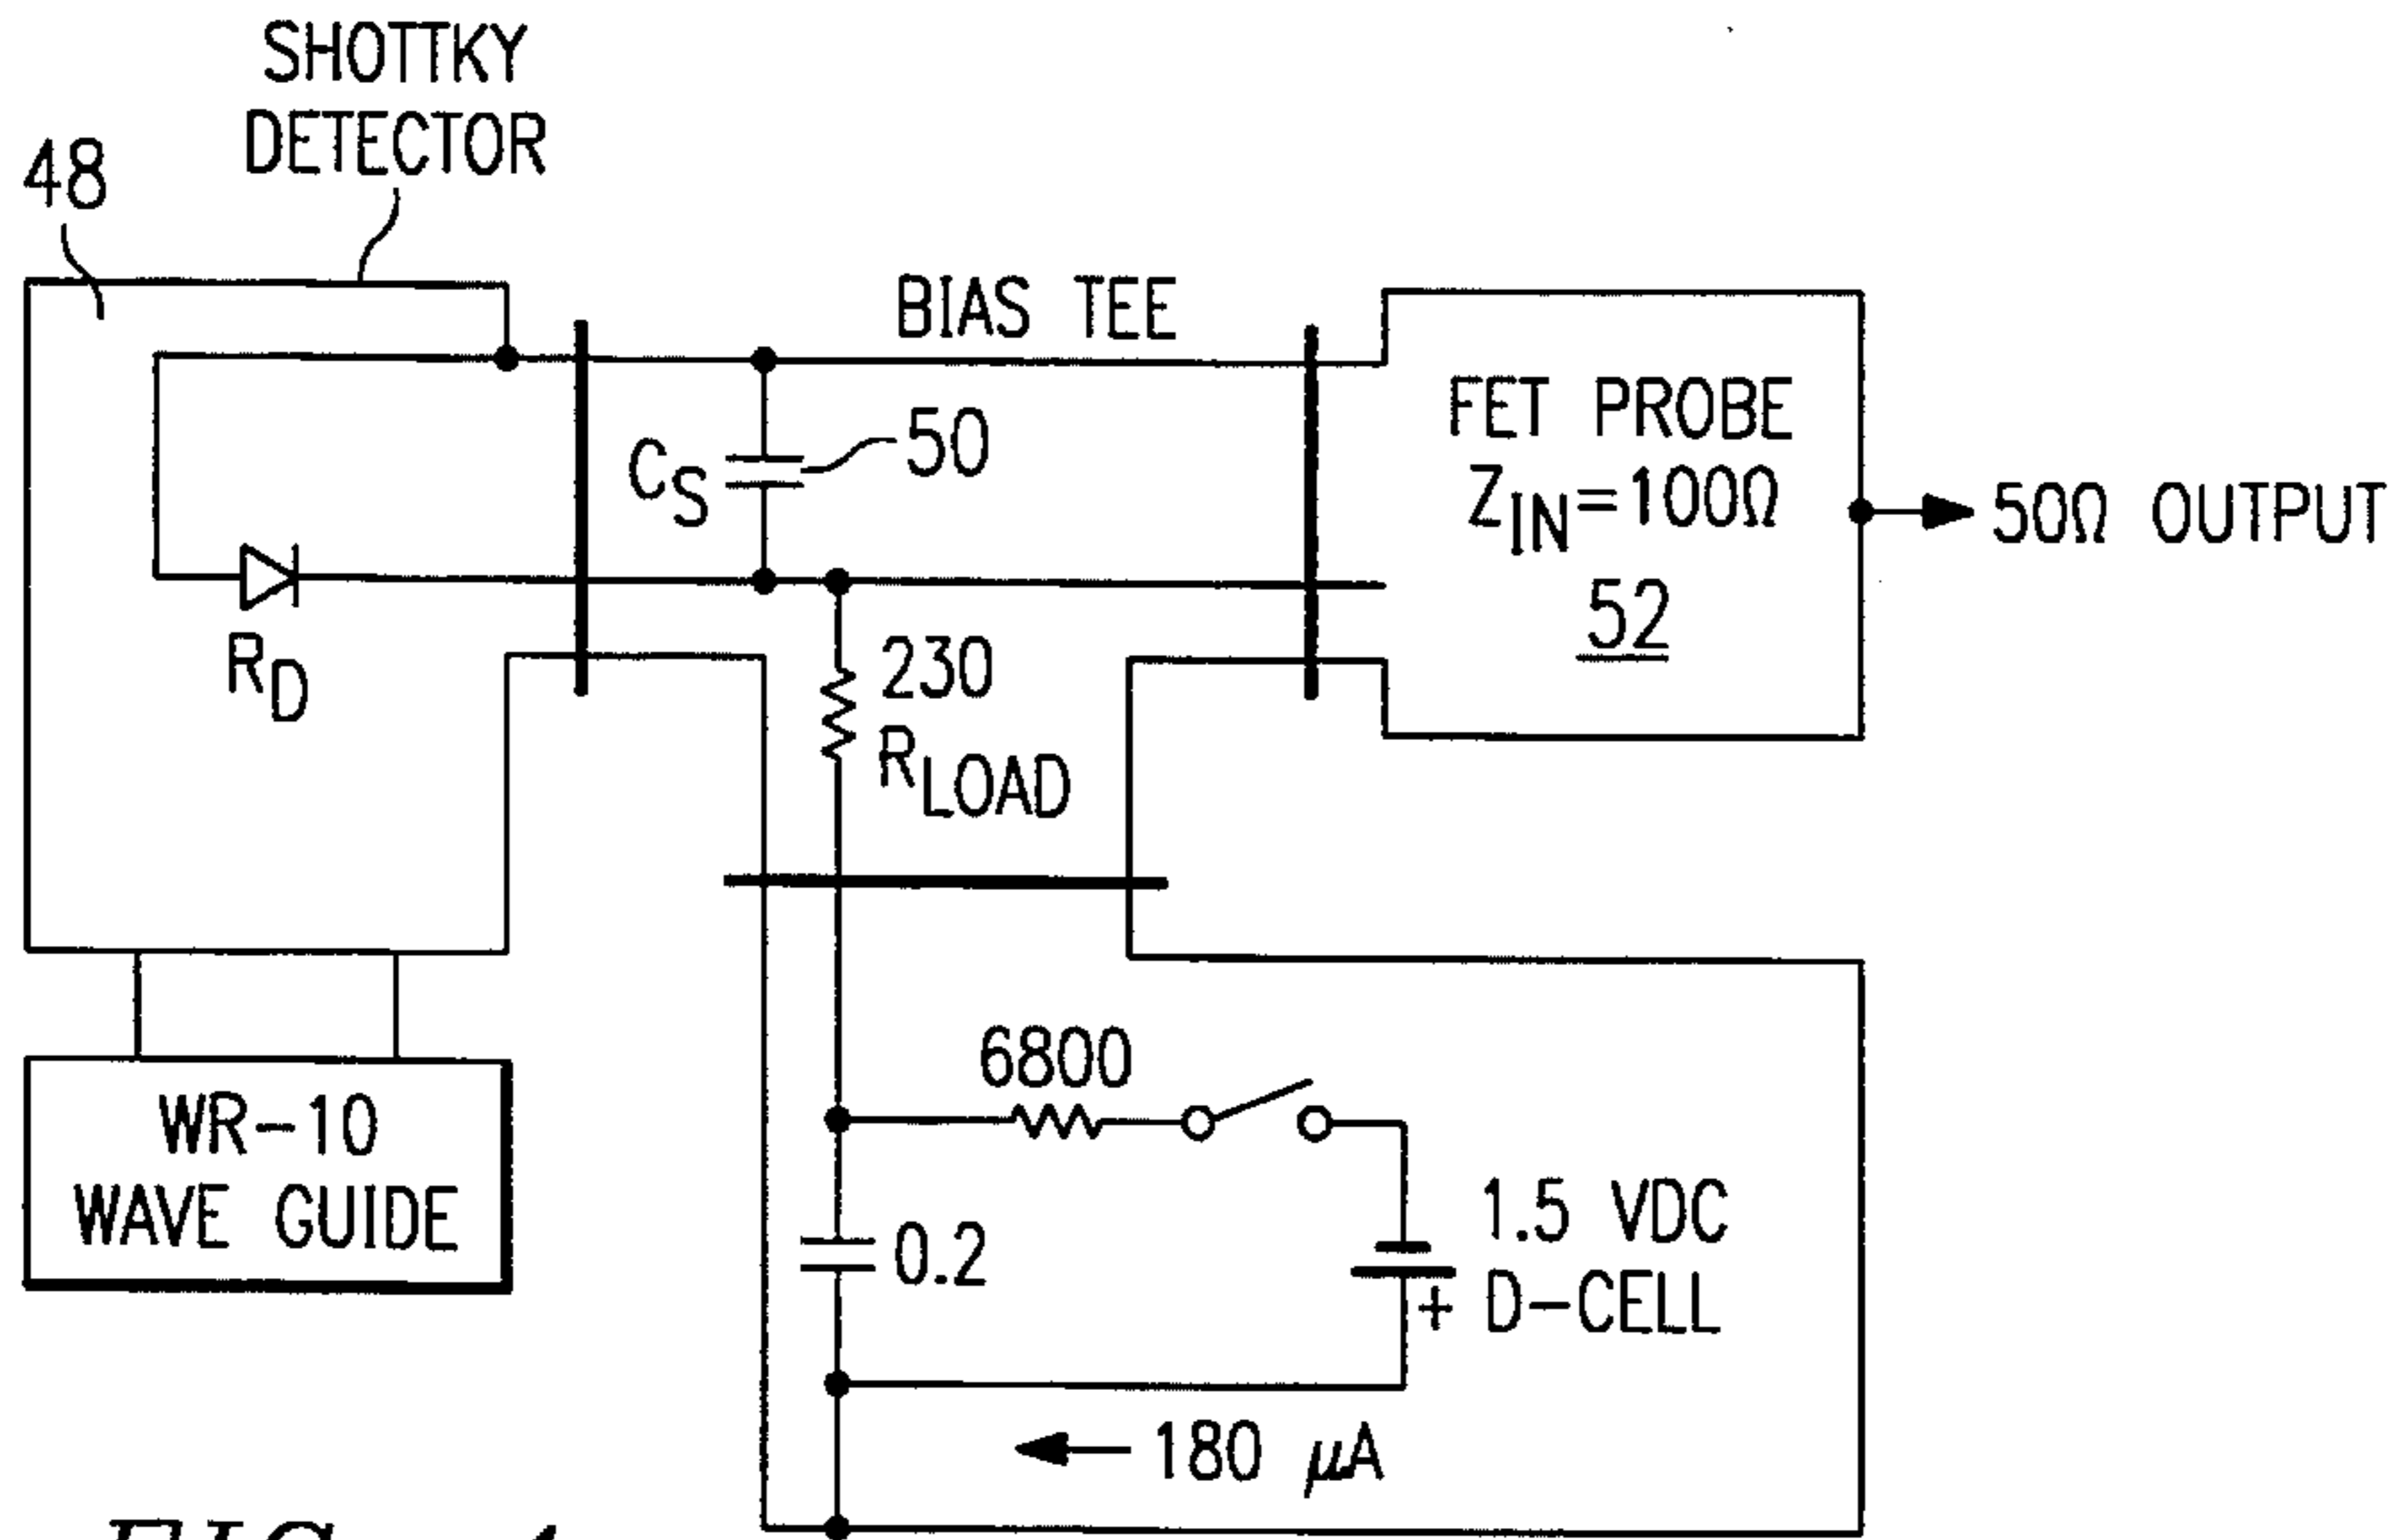 SHOTTKY
DETECTOR
48
BIAS TEE
C_S
50
FET PROBE
Z_IN=100Ω
52
50Ω OUTPUT
R_D
230
R_LOAD
6800
WR-10
WAVE GUIDE
0.2
1.5 VDC
+ D-CELL
180 μA